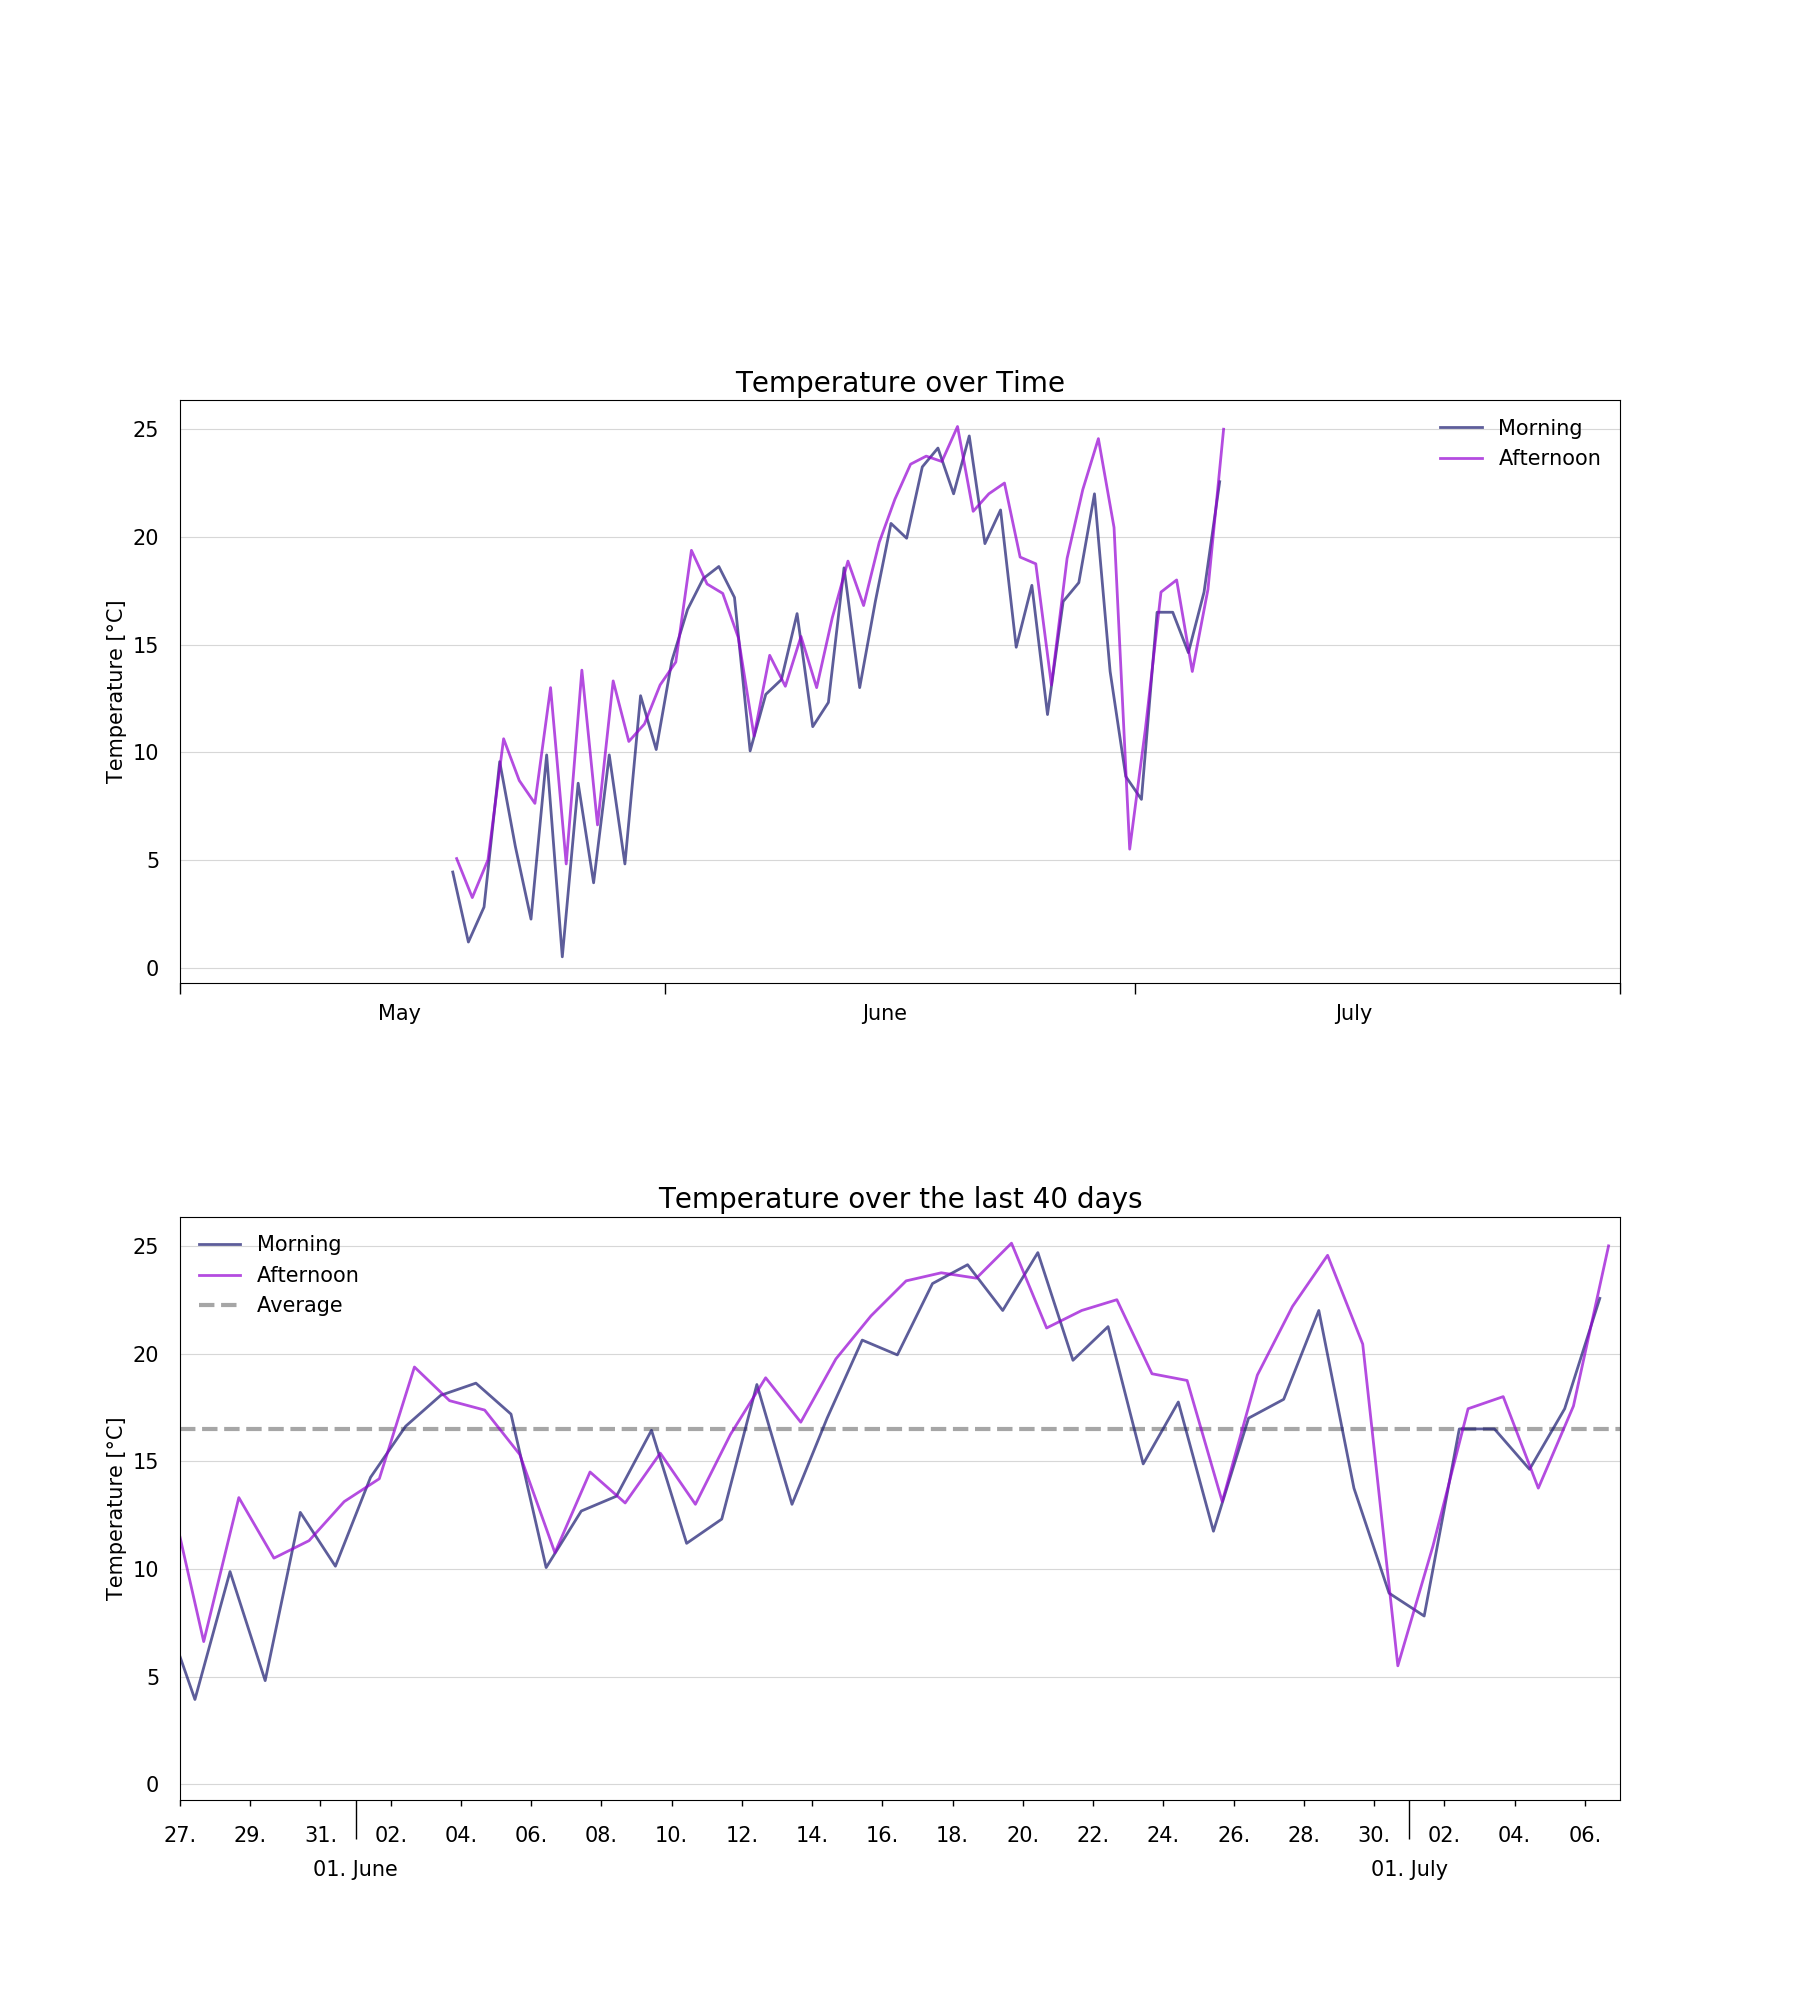 Temperature over Time
Temperature [°C]
25
20
15
10
5
0
Morning
Afternoon
May June July
Temperature over the last 40 days
Temperature [°C]
25
20
15
10
5
0
Morning
Afternoon
Average
27. 29. 31. 02. 04. 06. 08. 10. 12. 14. 16. 18. 20. 22. 24. 26. 28. 30. 02. 04. 06.
01. June 01. July